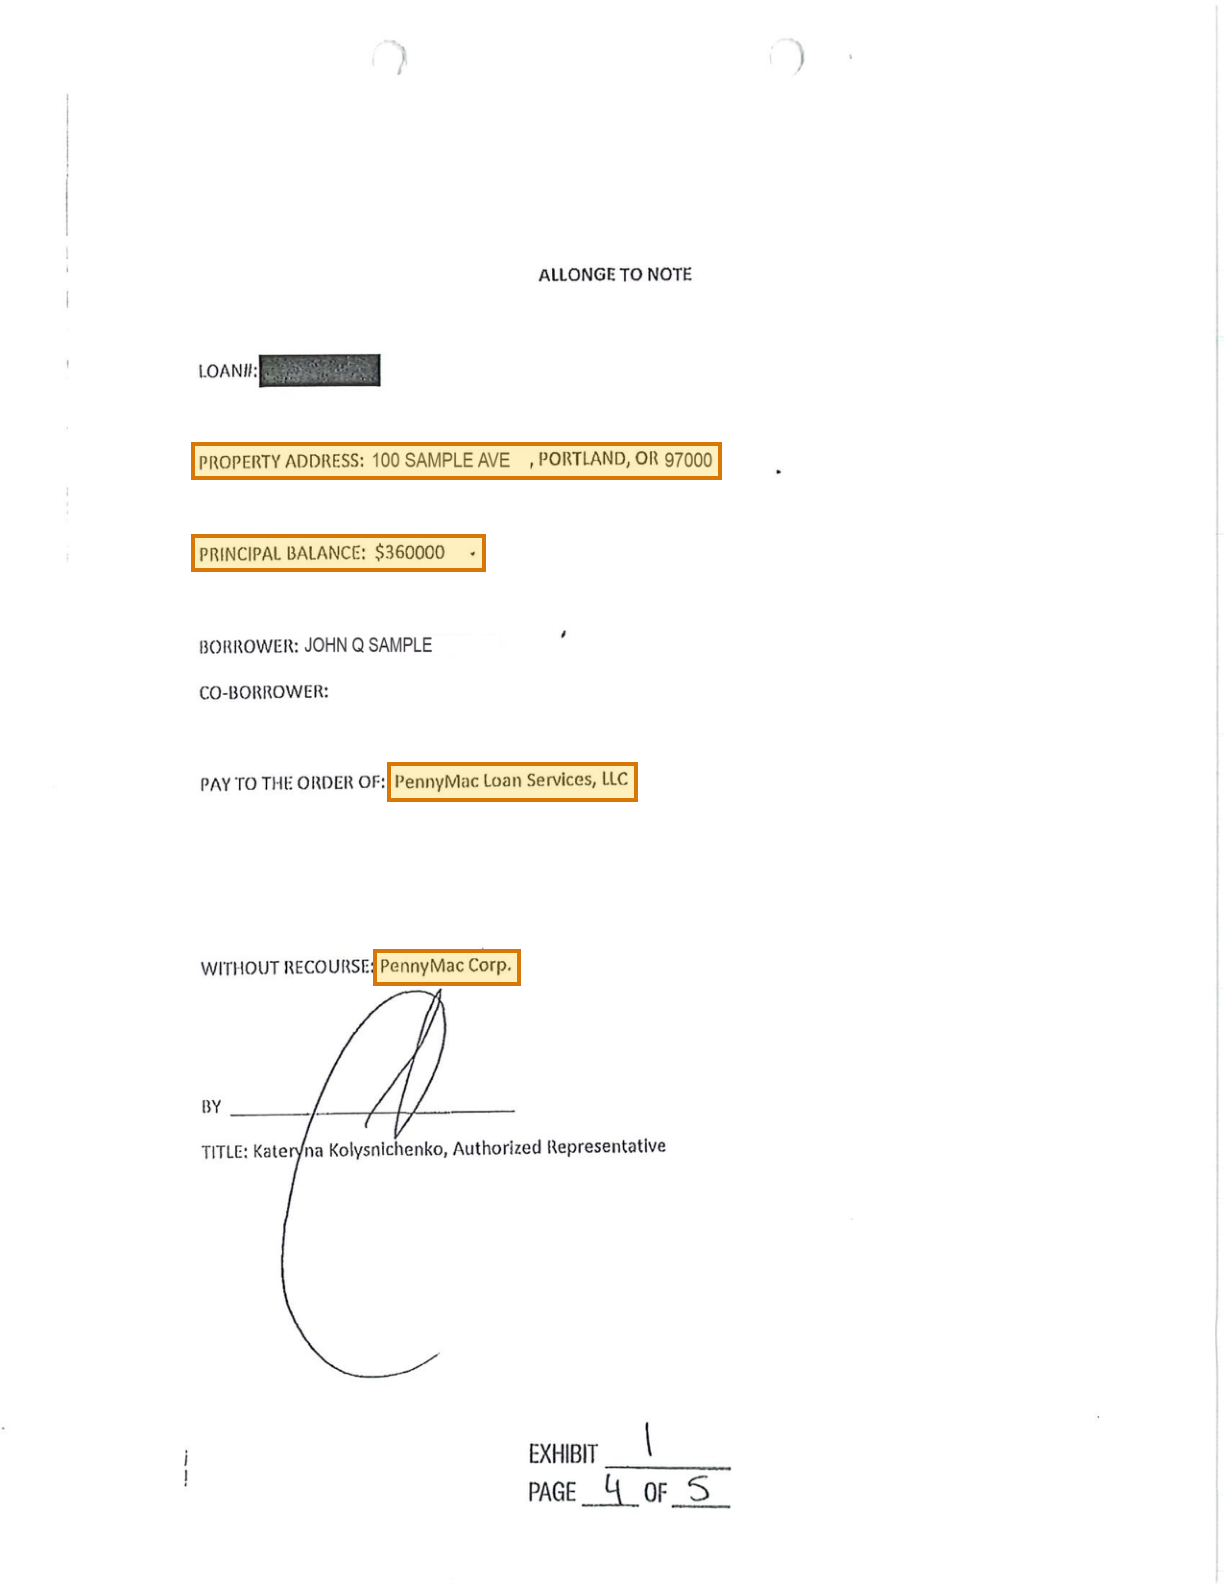 ALLONGE TO NOTE
LOAN#:
PROPERTY ADDRESS: 100 SAMPLE AVE , PORTLAND, OR 97000
PRINCIPAL BALANCE: $360000
BORROWER: JOHN Q SAMPLE
CO-BORROWER:
PAY TO THE ORDER OF: PennyMac Loan Services, LLC
WITHOUT RECOURSE: PennyMac Corp.
BY
TITLE: Kateryna Kolysnichenko, Authorized Representative
EXHIBIT 1
PAGE 4 OF 5